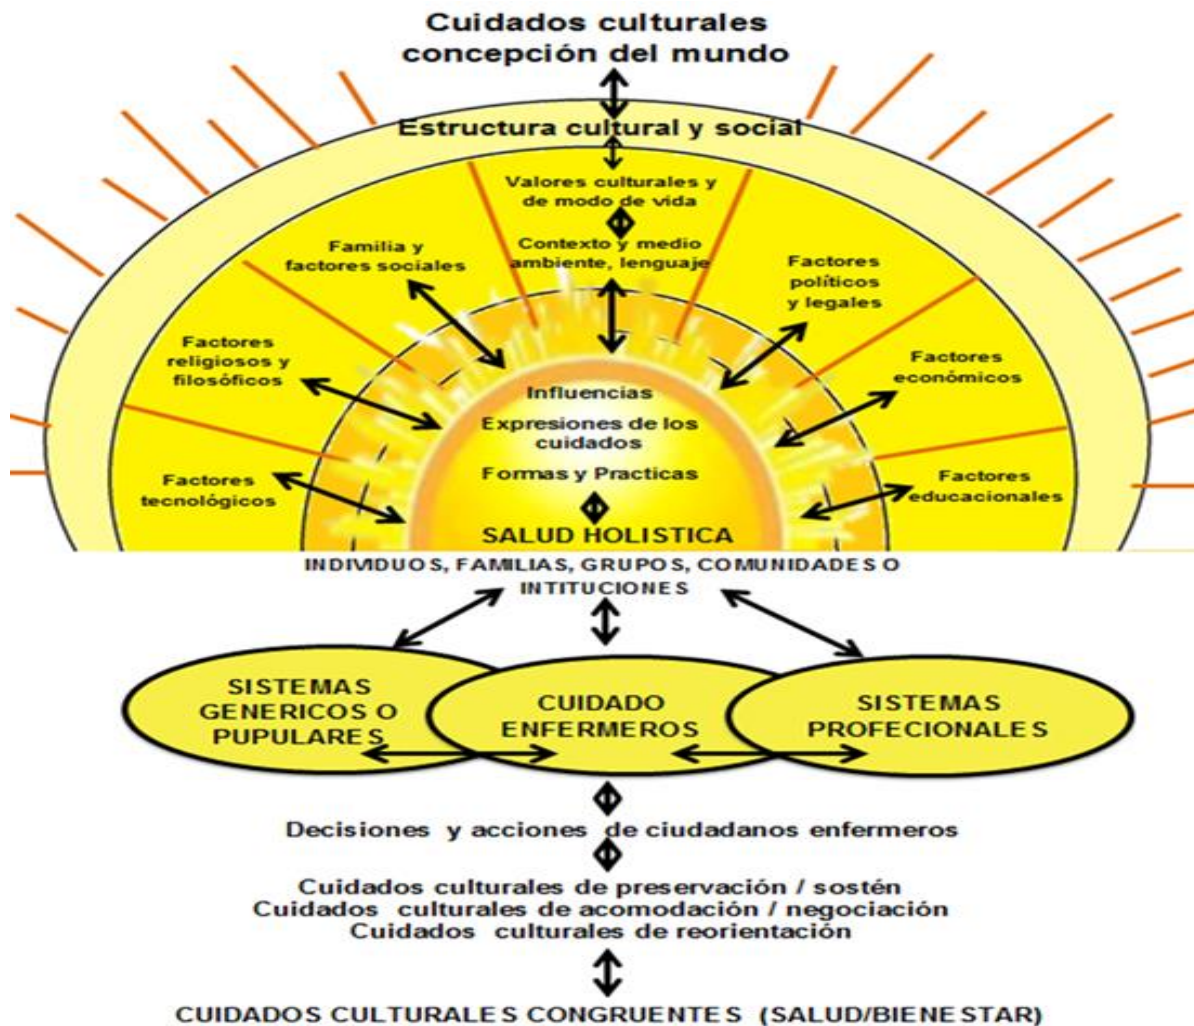 Cuidados culturales
concepción del mundo
Estructura cultural y social
Valores culturales y
de modo de vida
Contexto y medio
ambiente, lenguaje
Familia y
factores sociales
Factores
políticos
y legales
Factores
religiosos y
filosóficos
Factores
económicos
Factores
tecnológicos
Factores
educacionales
Influencias
Expresiones de los
cuidados
Formas y Practicas
SALUD HOLISTICA
INDIVIDUOS, FAMILIAS, GRUPOS, COMUNIDADES O
INTITUCIONES
SISTEMAS
GENERICOS O
PUPULARES
CUIDADO
ENFERMEROS
SISTEMAS
PROFECIONALES
Decisiones y acciones de ciudadanos enfermeros
Cuidados culturales de preservación / sostén
Cuidados culturales de acomodación / negociación
Cuidados culturales de reorientación
CUIDADOS CULTURALES CONGRUENTES (SALUD/BIENESTAR)